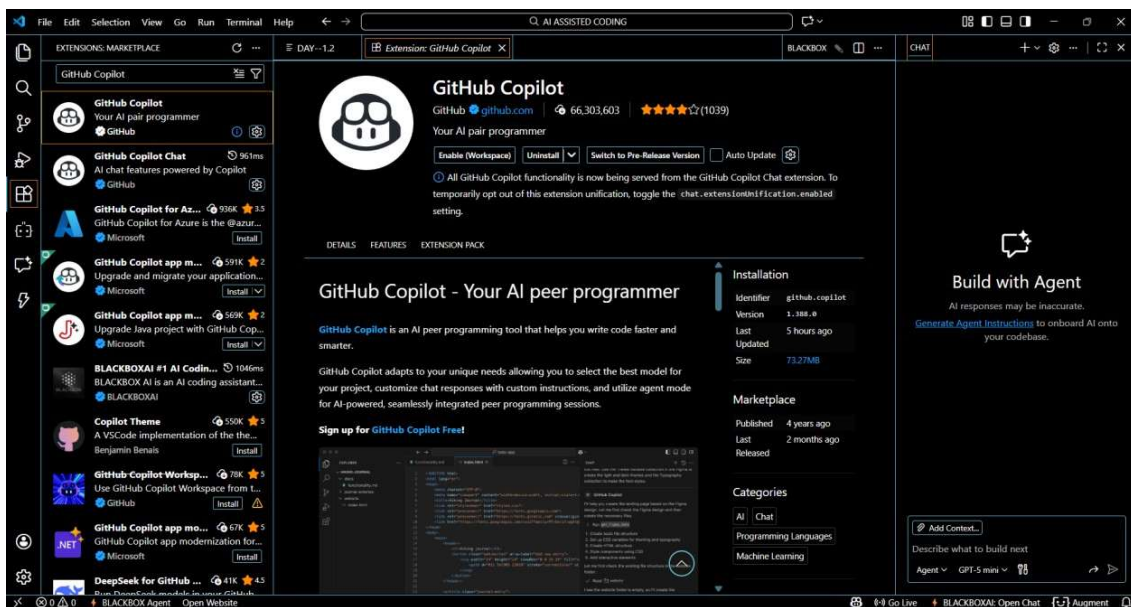 File Edit Selection View Go Run Terminal Help
AI ASSISTED CODING
EXTENSIONS: MARKETPLACE
GitHub Copilot
GitHub Copilot
Your AI pair programmer
GitHub
GitHub Copilot Chat 961ms
AI chat features powered by Copilot
GitHub
GitHub Copilot for Az... 936K 3.5
GitHub Copilot for Azure is the @azur...
Microsoft Install
GitHub Copilot app m... 591K 2
Upgrade and migrate your application...
Microsoft Install
GitHub Copilot app m... 569K 2
Upgrade Java project with GitHub Cop...
Microsoft Install
BLACKBOXAI #1 AI Codin... 1046ms
BLACKBOX AI is an AI coding assistant...
BLACKBOXAI
Copilot Theme 550K 5
A VSCode implementation of the the...
Benjamin Benais Install
GitHub Copilot Worksp... 78K 5
Use GitHub Copilot Workspace from t...
GitHub Install
GitHub Copilot app mo... 67K 5
GitHub Copilot app modernization for...
Microsoft Install
DeepSeek for GitHub ... 41K 4.5
Run DeepSeek models in your GitHub
DAY--1.2
Extension: GitHub Copilot
BLACKBOX
GitHub Copilot
GitHub github.com 66,303,603 (1039)
Your AI pair programmer
Enable (Workspace) Uninstall Switch to Pre-Release Version Auto Update
All GitHub Copilot functionality is now being served from the GitHub Copilot Chat extension. To
temporarily opt out of this extension unification, toggle the chat.extensionUnification.enabled
setting.
DETAILS FEATURES EXTENSION PACK
GitHub Copilot - Your AI peer programmer
GitHub Copilot is an AI peer programming tool that helps you write code faster and
smarter.
GitHub Copilot adapts to your unique needs allowing you to select the best model for
your project, customize chat responses with custom instructions, and utilize agent mode
for AI-powered, seamlessly integrated peer programming sessions.
Sign up for GitHub Copilot Free!
Installation
Identifier github.copilot
Version 1.388.0
Last Updated 5 hours ago
Size 73.27MB
Marketplace
Published 4 years ago
Last Released 2 months ago
Categories
AI Chat
Programming Languages
Machine Learning
CHAT
Build with Agent
AI responses may be inaccurate.
Generate Agent Instructions to onboard AI onto
your codebase.
Add Context...
Describe what to build next
Agent GPT-5 mini
0 0 BLACKBOX Agent Open Website
Go Live BLACKBOXAI: Open Chat Augment